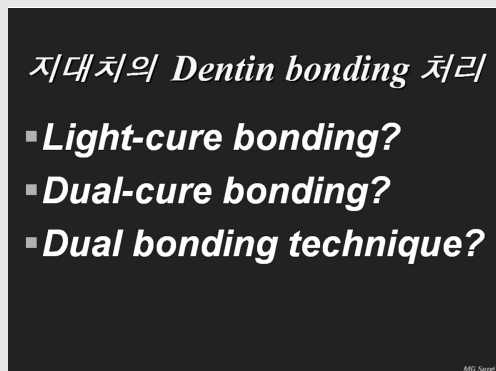 지대치의 Dentin bonding 처리
Light-cure bonding?
Dual-cure bonding?
Dual bonding technique?